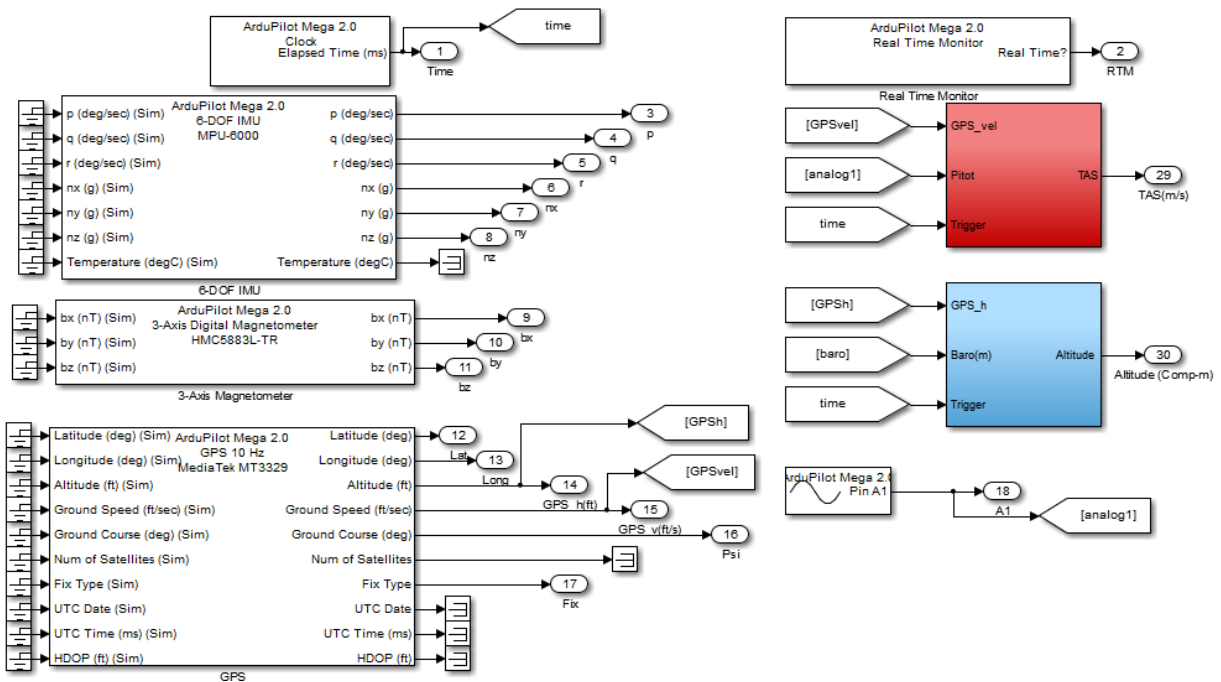 ArduPilot Mega 2.0
Clock
Elapsed Time (ms)
1
Time
time
ArduPilot Mega 2.0
Real Time Monitor
Real Time?
2
RTM
Real Time Monitor
p (deg/sec) (Sim)
q (deg/sec) (Sim)
r (deg/sec) (Sim)
nx (g) (Sim)
ny (g) (Sim)
nz (g) (Sim)
Temperature (degC) (Sim)
ArduPilot Mega 2.0
6-DOF IMU
MPU-6000
p (deg/sec)
q (deg/sec)
r (deg/sec)
nx (g)
ny (g)
nz (g)
Temperature (degC)
6-DOF IMU
3
p
4
q
5
r
6
nx
7
ny
8
nz
[GPSvel]
[analog1]
time
GPS_vel
Pitot
Trigger
TAS
29
TAS(m/s)
bx (nT) (Sim)
by (nT) (Sim)
bz (nT) (Sim)
ArduPilot Mega 2.0
3-Axis Digital Magnetometer
HMC5883L-TR
bx (nT)
by (nT)
bz (nT)
3-Axis Magnetometer
9
bx
10
by
11
bz
[GPSh]
[baro]
time
GPS_h
Baro(m)
Trigger
Altitude
30
Altitude (Comp-m)
Latitude (deg) (Sim)
Longitude (deg) (Sim)
Altitude (ft) (Sim)
Ground Speed (ft/sec) (Sim)
Ground Course (deg) (Sim)
Num of Satellites (Sim)
Fix Type (Sim)
UTC Date (Sim)
UTC Time (ms) (Sim)
HDOP (ft) (Sim)
ArduPilot Mega 2.0
GPS 10 Hz
MediaTek MT3329
Latitude (deg)
Longitude (deg)
Altitude (ft)
Ground Speed (ft/sec)
Ground Course (deg)
Num of Satellites
Fix Type
UTC Date
UTC Time (ms)
HDOP (ft)
GPS
12
Lat
13
Long
14
GPS_h(ft)
15
GPS_v(ft/s)
16
Psi
17
Fix
[GPSh]
[GPSvel]
ArduPilot Mega 2.0
Pin A1
18
A1
[analog1]